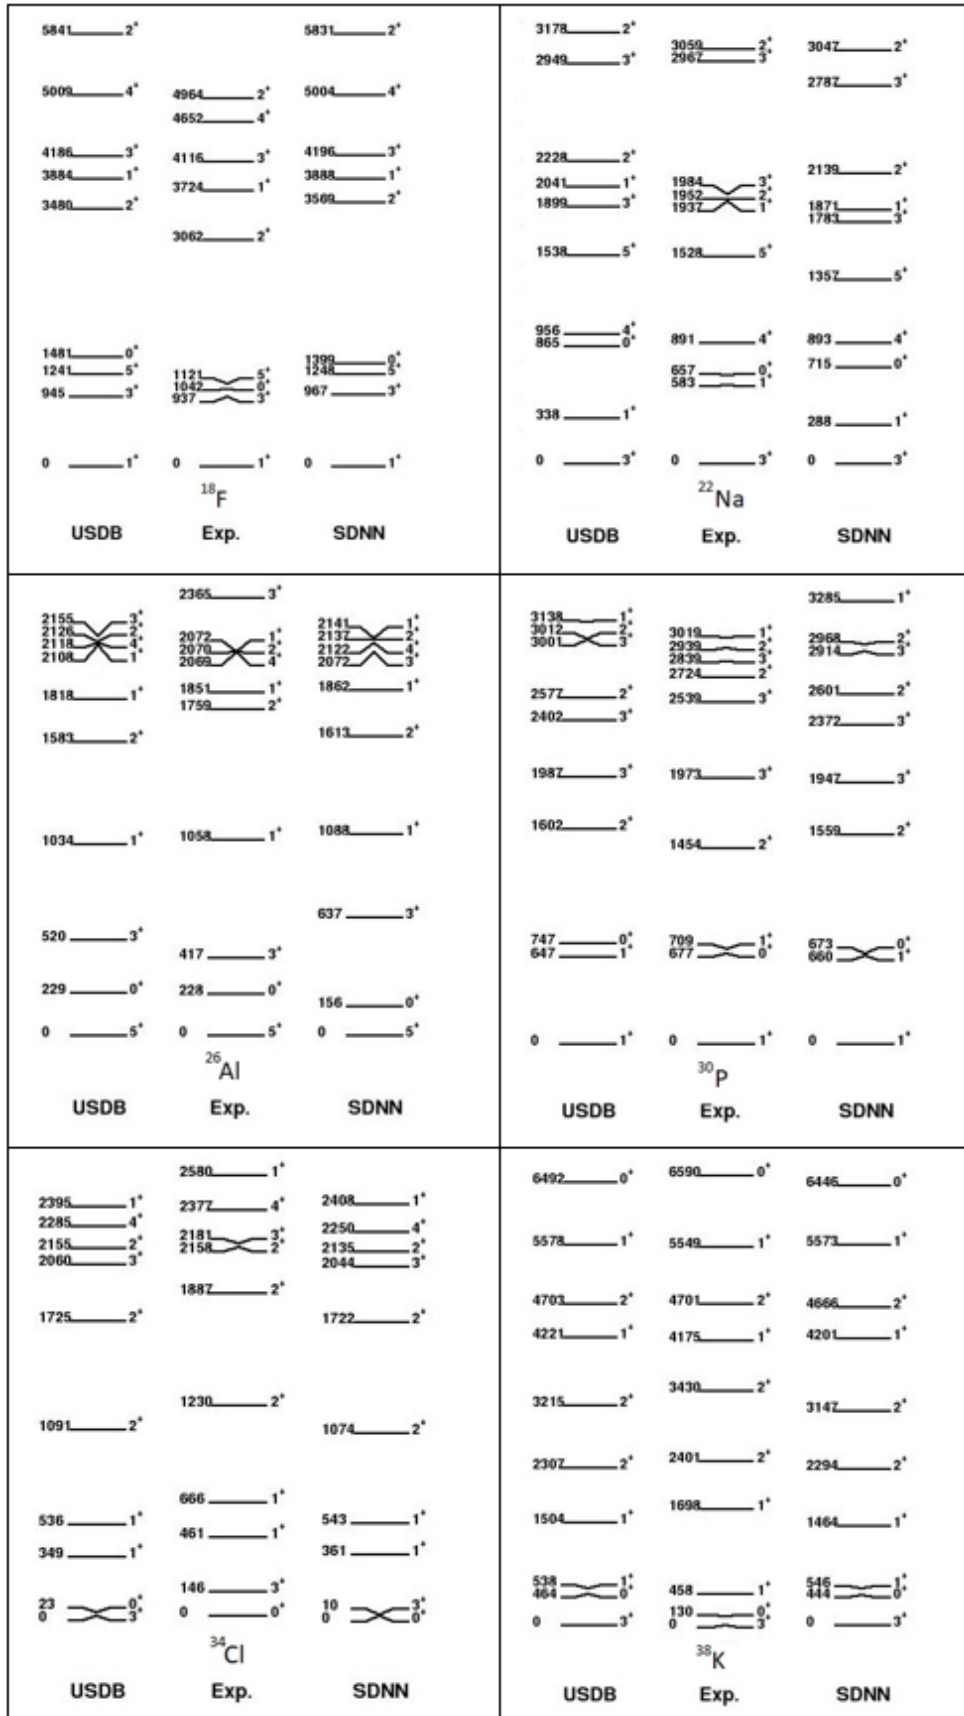 5841 2+ 5831 2+
5009 4+ 4964 2+ 5004 4+
4652 4+
4186 3+ 4116 3+ 4196 3+
3884 1+ 3724 1+ 3888 1+
3480 2+ 3569 2+
3062 2+
1481 0+ 1399 0+
1241 5+ 1121 5+ 1248 5+
1042 0+
945 3+ 937 3+ 967 3+
0 1+ 0 1+ 0 1+
18F
USDB Exp. SDNN
3178 2+ 3059 2+ 3047 2+
2949 3+ 2967 3+ 2787 3+
2228 2+ 2139 2+
2041 1+ 1984 3+ 1871 1+
1899 3+ 1952 2+ 1783 3+
1937 1+
1538 5+ 1528 5+ 1357 5+
956 4+ 891 4+ 893 4+
865 0+ 657 0+ 715 0+
583 1+
338 1+ 288 1+
0 3+ 0 3+ 0 3+
22Na
USDB Exp. SDNN
2365 3+
2155 3+ 2072 1+ 2141 1+
2126 2+ 2070 2+ 2137 2+
2118 4+ 2069 4+ 2122 4+
2108 1+ 2072 3+
1818 1+ 1851 1+ 1862 1+
1583 2+ 1759 2+ 1613 2+
1034 1+ 1058 1+ 1088 1+
520 3+ 417 3+ 637 3+
229 0+ 228 0+ 156 0+
0 5+ 0 5+ 0 5+
26Al
USDB Exp. SDNN
3285 1+
3138 1+ 3019 1+
3012 2+ 2939 2+ 2968 2+
3001 3+ 2839 3+ 2914 3+
2577 2+ 2724 2+ 2601 2+
2402 3+ 2539 3+ 2372 3+
1987 3+ 1973 3+ 1947 3+
1602 2+ 1454 2+ 1559 2+
747 0+ 709 1+ 673 0+
647 1+ 677 0+ 660 1+
0 1+ 0 1+ 0 1+
30P
USDB Exp. SDNN
2580 1+
2395 1+ 2377 4+ 2408 1+
2285 4+ 2181 3+ 2250 4+
2155 2+ 2158 2+ 2135 2+
2060 3+ 2044 3+
1725 2+ 1887 2+ 1722 2+
1091 2+ 1230 2+ 1074 2+
536 1+ 666 1+ 543 1+
349 1+ 461 1+ 361 1+
23 0+ 146 3+ 10 3+
0 3+ 0 0+ 0 0+
34Cl
USDB Exp. SDNN
6492 0+ 6590 0+ 6446 0+
5578 1+ 5549 1+ 5573 1+
4703 2+ 4701 2+ 4666 2+
4221 1+ 4175 1+ 4201 1+
3215 2+ 3430 2+ 3147 2+
2307 2+ 2401 2+ 2294 2+
1504 1+ 1698 1+ 1464 1+
538 1+ 458 1+ 546 1+
464 0+ 130 0+ 444 0+
0 3+ 0 3+ 0 3+
38K
USDB Exp. SDNN